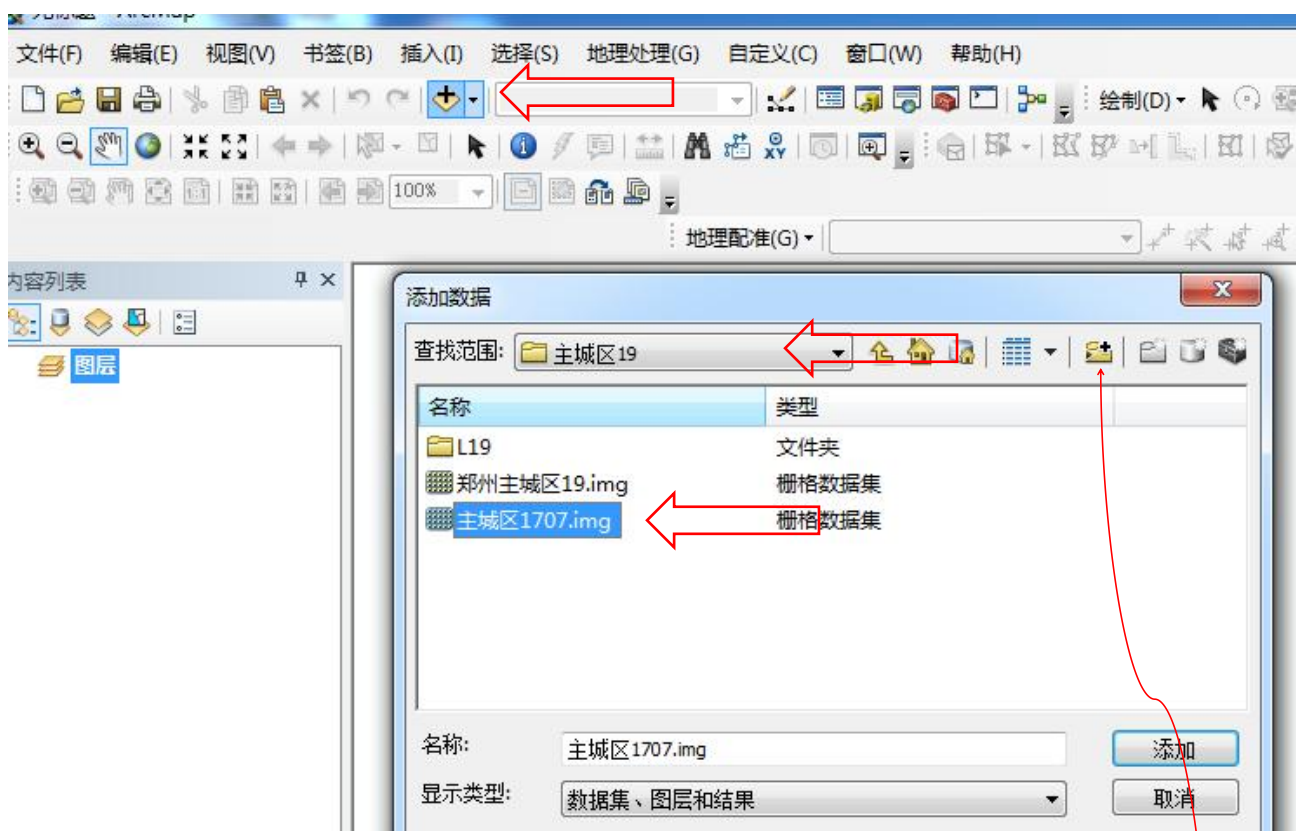 文件(F) 编辑(E) 视图(V) 书签(B) 插入(I) 选择(S) 地理处理(G) 自定义(C) 窗口(W) 帮助(H)
绘制(D)
100%
地理配准(G)
内容列表
图层
添加数据
查找范围: 主城区19
名称 类型
L19 文件夹
郑州主城区19.img 栅格数据集
主城区1707.img 栅格数据集
名称: 主城区1707.img 添加
显示类型: 数据集、图层和结果 取消